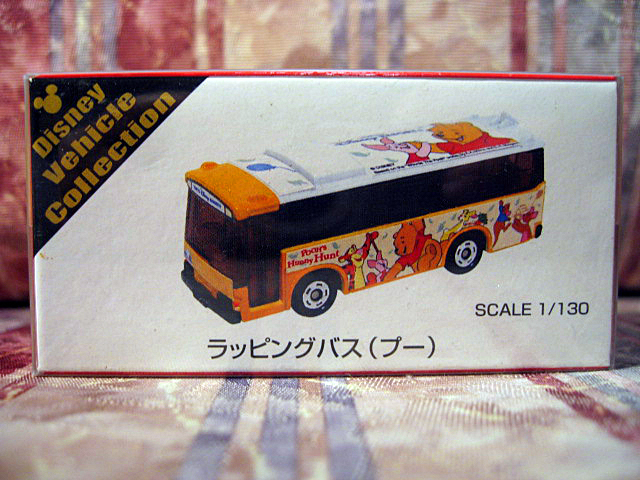 Disney
Vehicle
Collection
POOH'S
Hunny Hunt
SCALE 1/130
ラッピングバス(プー)